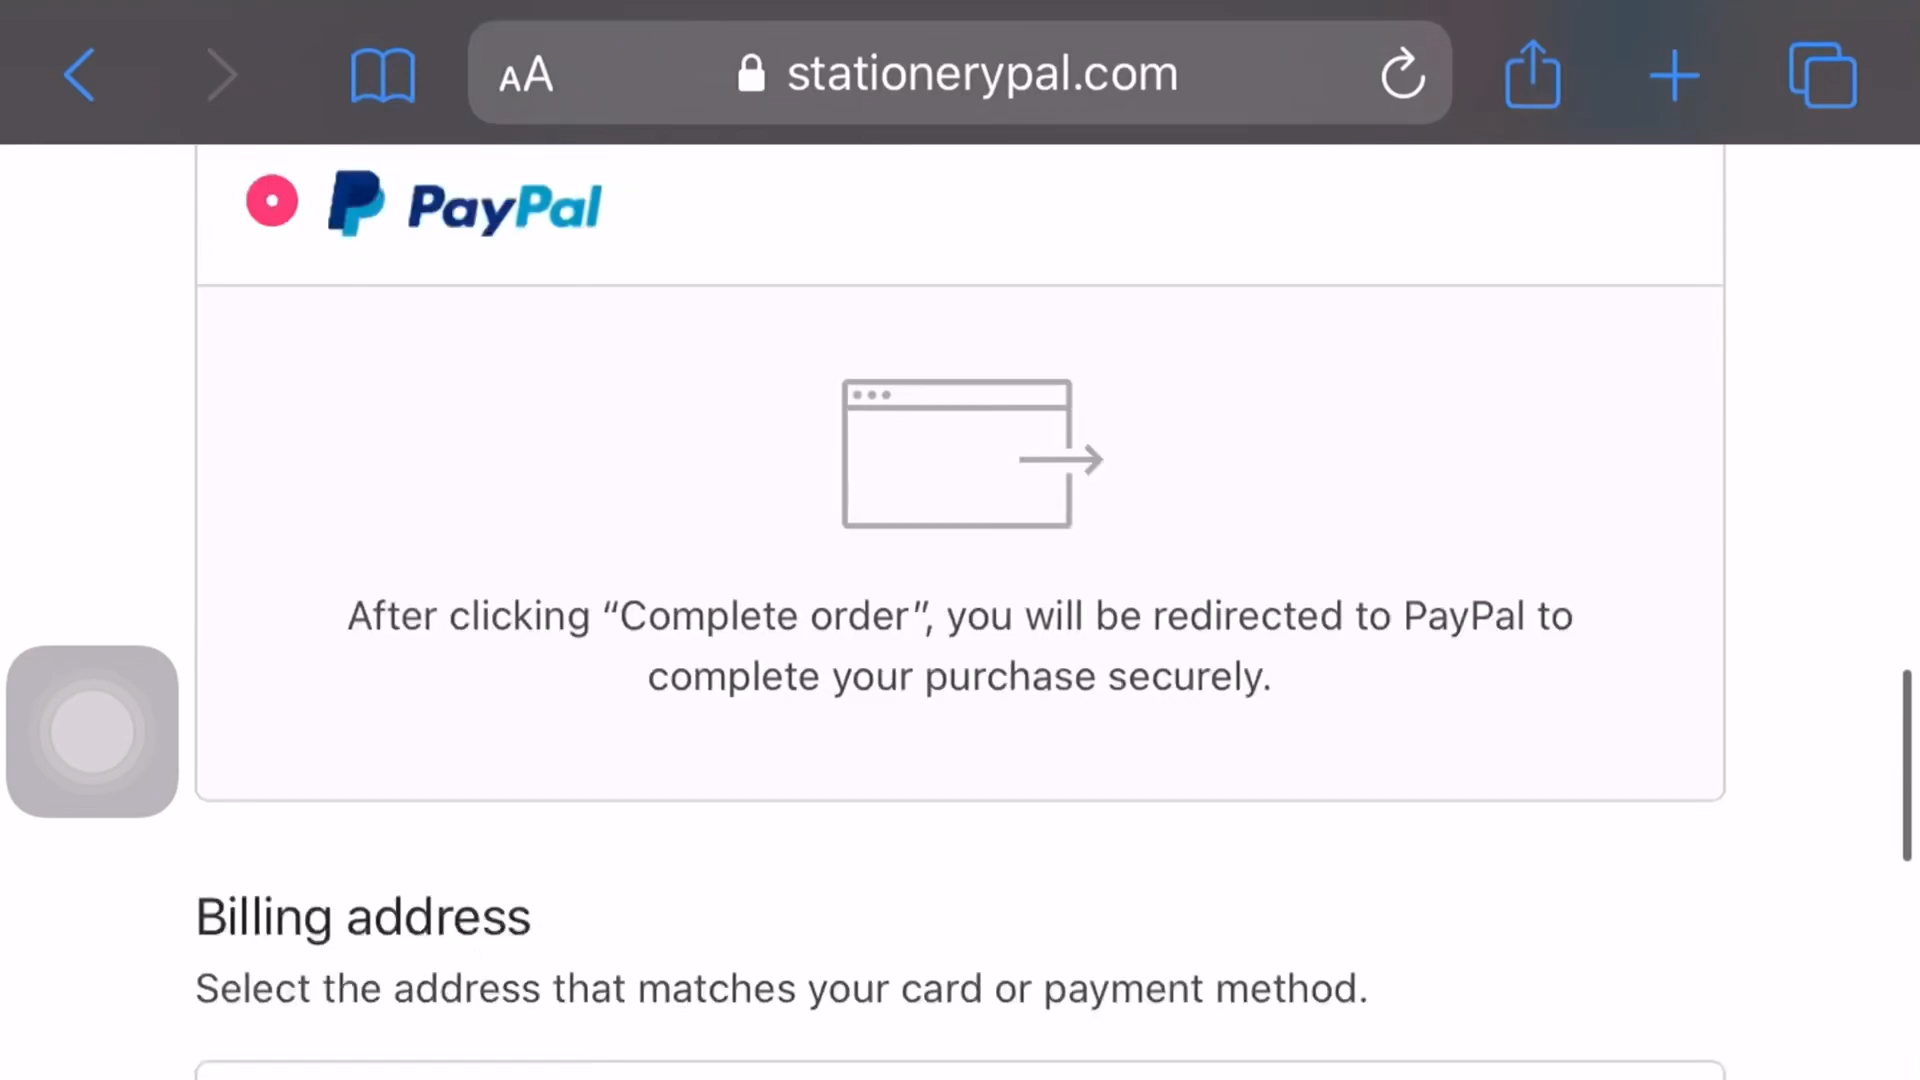 AA stationerypal.com
PayPal
After clicking “Complete order”, you will be redirected to PayPal to
complete your purchase securely.
Billing address
Select the address that matches your card or payment method.